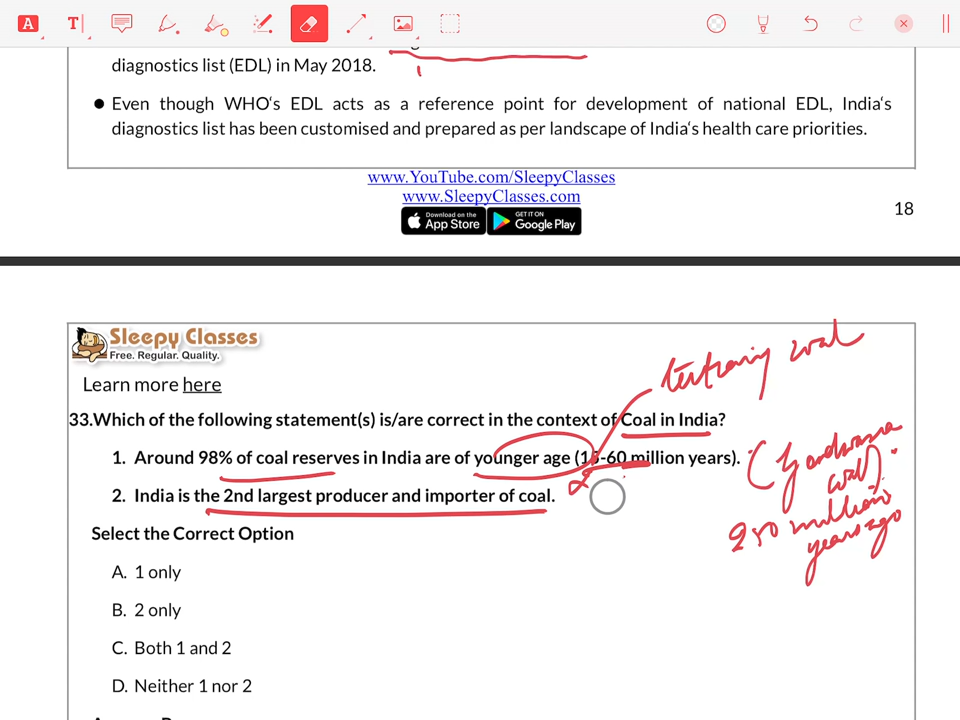 A T
diagnostics list (EDL) in May 2018.
● Even though WHO‘s EDL acts as a reference point for development of national EDL, India‘s
diagnostics list has been customised and prepared as per landscape of India‘s health care priorities.
www.YouTube.com/SleepyClasses
www.SleepyClasses.com
Download on the App Store GET IT ON Google Play
18
Sleepy Classes
Free. Regular. Quality.
tertiary coal
Learn more here
33.Which of the following statement(s) is/are correct in the context of Coal in India?
1. Around 98% of coal reserves in India are of younger age (15-60 million years).
(Gondwana
coal).
2. India is the 2nd largest producer and importer of coal.
250 million
years ago
Select the Correct Option
A. 1 only
B. 2 only
C. Both 1 and 2
D. Neither 1 nor 2